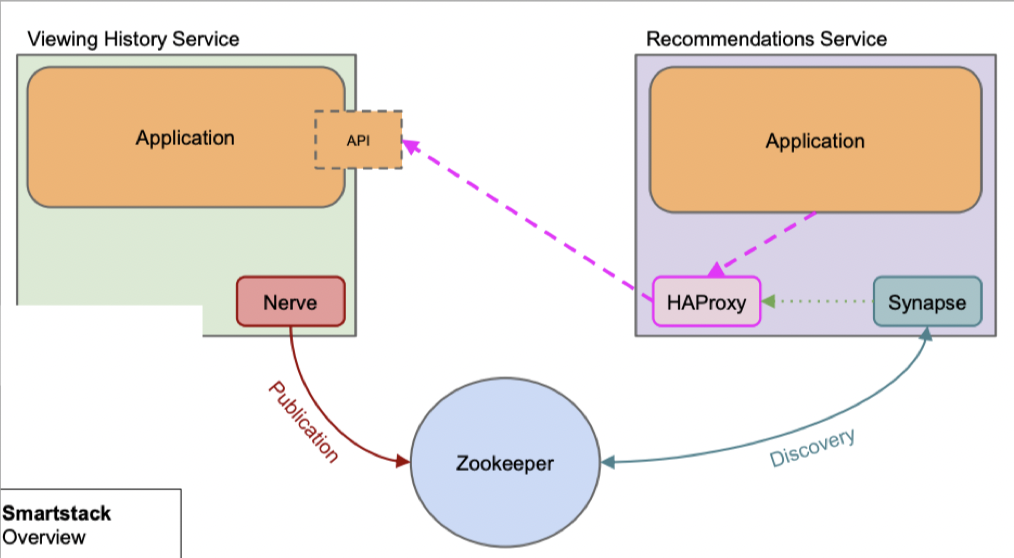 Viewing History Service
Recommendations Service
Application
API
Application
Nerve
HAProxy
Synapse
Publication
Zookeeper
Discovery
Smartstack
Overview